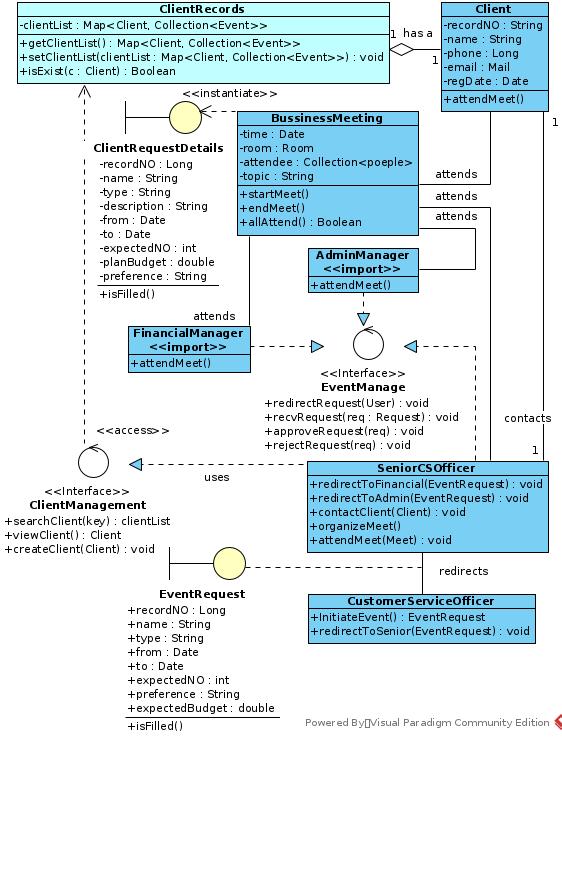 ClientRecords
-clientList : Map<Client, Collection<Event>>
+getClientList() : Map<Client, Collection<Event>>
+setClientList(clientList : Map<Client, Collection<Event>>) : void
+isExist(c : Client) : Boolean
1 has a
1
Client
-recordNO : String
-name : String
-phone : Long
-email : Mail
-regDate : Date
+attendMeet()
1
<<instantiate>>
ClientRequestDetails
-recordNO : Long
-name : String
-type : String
-description : String
-from : Date
-to : Date
-expectedNO : int
-planBudget : double
-preference : String
+isFilled()
BussinessMeeting
-time : Date
-room : Room
-attendee : Collection<poeple>
-topic : String
+startMeet()
+endMeet()
+allAttend() : Boolean
attends
attends
attends
AdminManager
<<import>>
+attendMeet()
attends
FinancialManager
<<import>>
+attendMeet()
<<Interface>>
EventManage
+redirectRequest(User) : void
+recvRequest(req : Request) : void
+approveRequest(req) : void
+rejectRequest(req) : void
contacts
1
<<access>>
<<Interface>>
ClientManagement
+searchClient(key) : clientList
+viewClient() : Client
+createClient(Client) : void
uses
SeniorCSOfficer
+redirectToFinancial(EventRequest) : void
+redirectToAdmin(EventRequest) : void
+contactClient(Client) : void
+organizeMeet()
+attendMeet(Meet) : void
redirects
EventRequest
+recordNO : Long
+name : String
+type : String
+from : Date
+to : Date
+expectedNO : int
+preference : String
+expectedBudget : double
+isFilled()
CustomerServiceOfficer
+InitiateEvent() : EventRequest
+redirectToSenior(EventRequest) : void
Powered By▯Visual Paradigm Community Edition